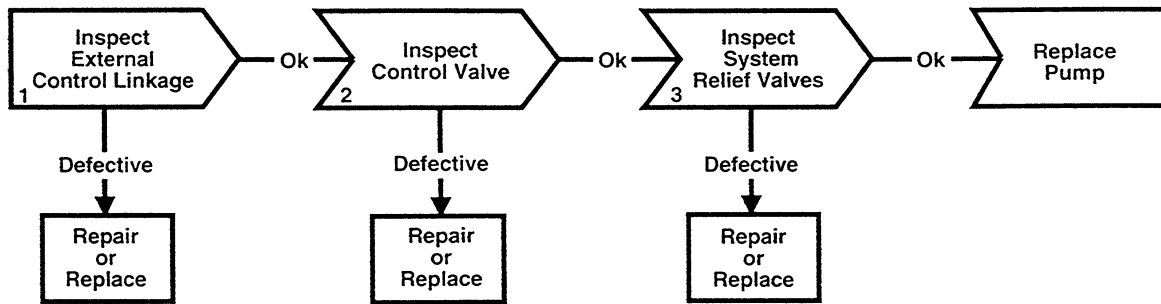 Inspect
External
Control Linkage
1
Ok
Inspect
Control Valve
2
Ok
Inspect
System
Relief Valves
3
Ok
Replace
Pump
Defective
Defective
Defective
Repair
or
Replace
Repair
or
Replace
Repair
or
Replace